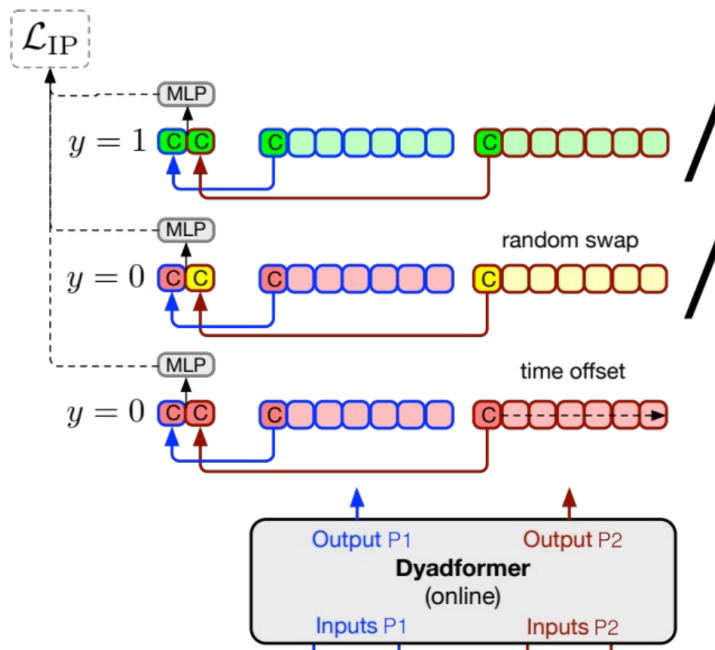 ℒIP
MLP
y = 1 C C C C
MLP
random swap
y = 0 C C C C
MLP
time offset
y = 0 C C C C
Output P1 Output P2
Dyadformer
(online)
Inputs P1 Inputs P2